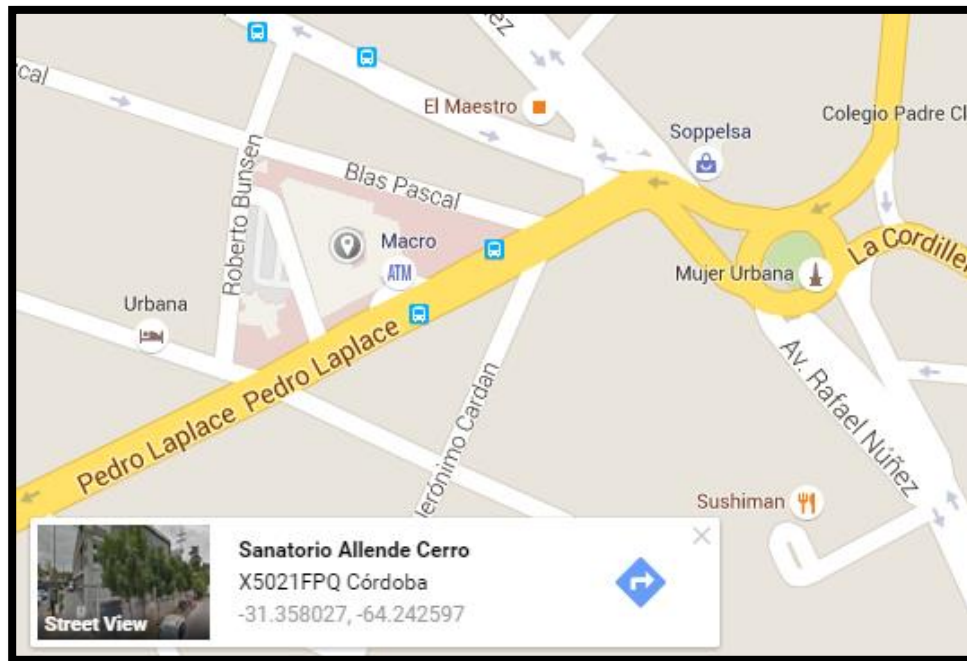 ñez
cal
El Maestro
Soppelsa
Colegio Padre Cl
Roberto Bunsen
Blas Pascal
Macro
ATM
Mujer Urbana
La Cordiller
Urbana
Pedro Laplace
Pedro Laplace
Av. Rafael Núñez
Jerónimo Cardan
Sushiman
Sanatorio Allende Cerro
X5021FPQ Córdoba
-31.358027, -64.242597
Street View